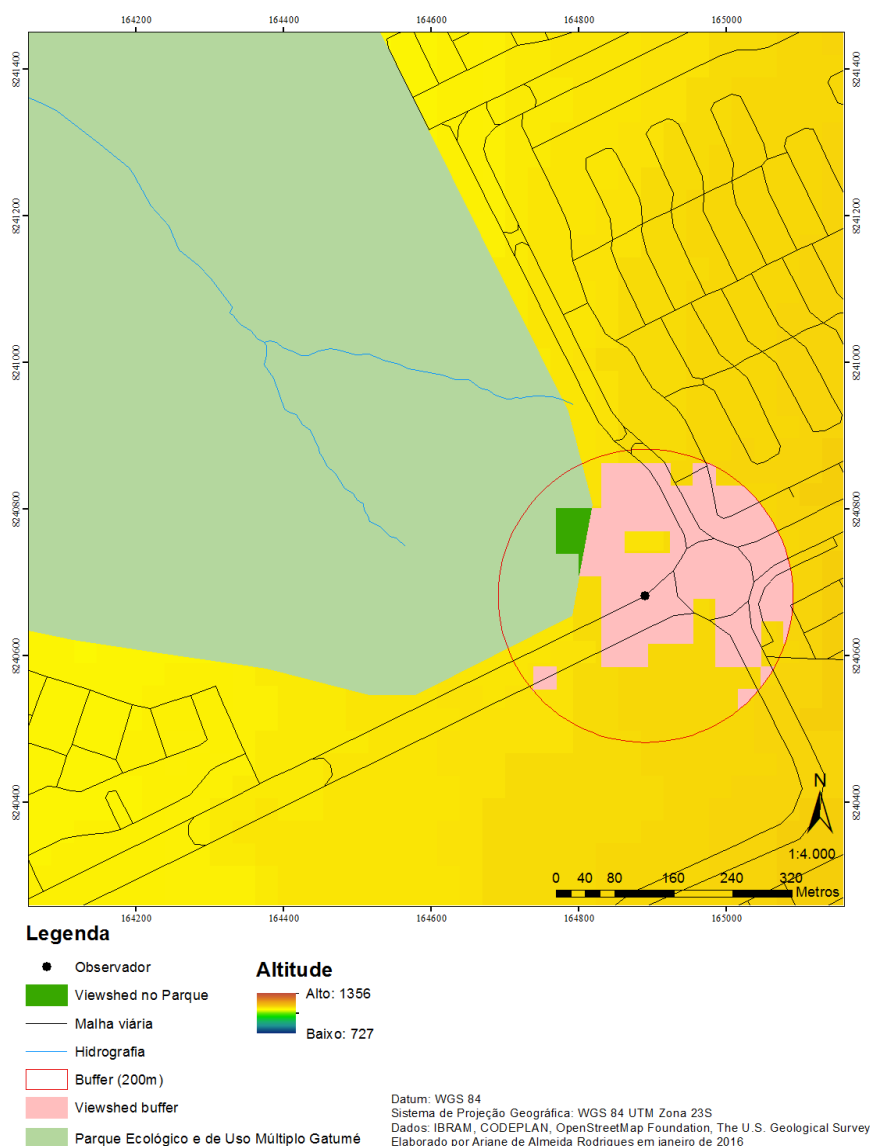 164200 164400 164600 164800 165000
8241400 8241400
8241200 8241200
8241000 8241000
8240800 8240800
8240600 8240600
8240400 8240400
N
1:4.000
0 40 80 160 240 320
Metros
164200 164400 164600 164800 165000
Legenda
Observador
Viewshed no Parque
Malha viária
Hidrografia
Buffer (200m)
Viewshed buffer
Parque Ecológico e de Uso Múltiplo Gatumé
Altitude
Alto: 1356
Baixo: 727
Datum: WGS 84
Sistema de Projeção Geográfica: WGS 84 UTM Zona 23S
Dados: IBRAM, CODEPLAN, OpenStreetMap Foundation, The U.S. Geological Survey
Elaborado por Ariane de Almeida Rodrigues em janeiro de 2016